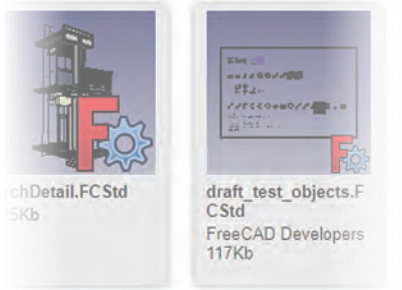 rchDetail.FCStd
25Kb
draft_test_objects.F
CStd
FreeCAD Developers
117Kb